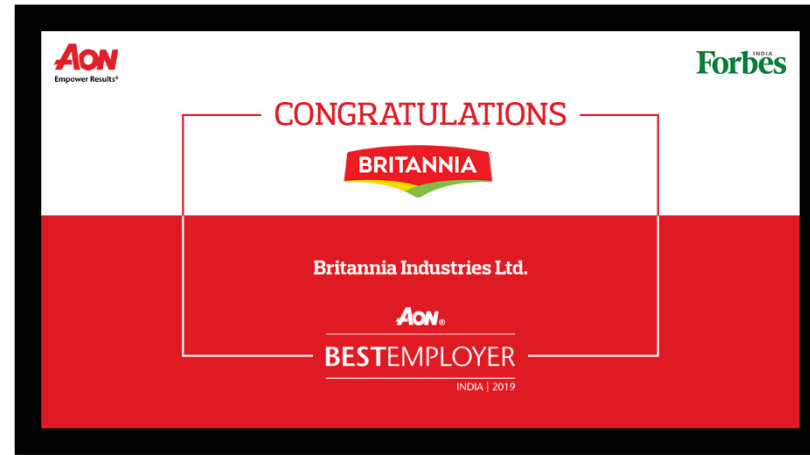 AON
Empower Results®
INDIA
Forbes
CONGRATULATIONS
BRITANNIA
Britannia Industries Ltd.
AON®
BESTEMPLOYER
INDIA | 2019